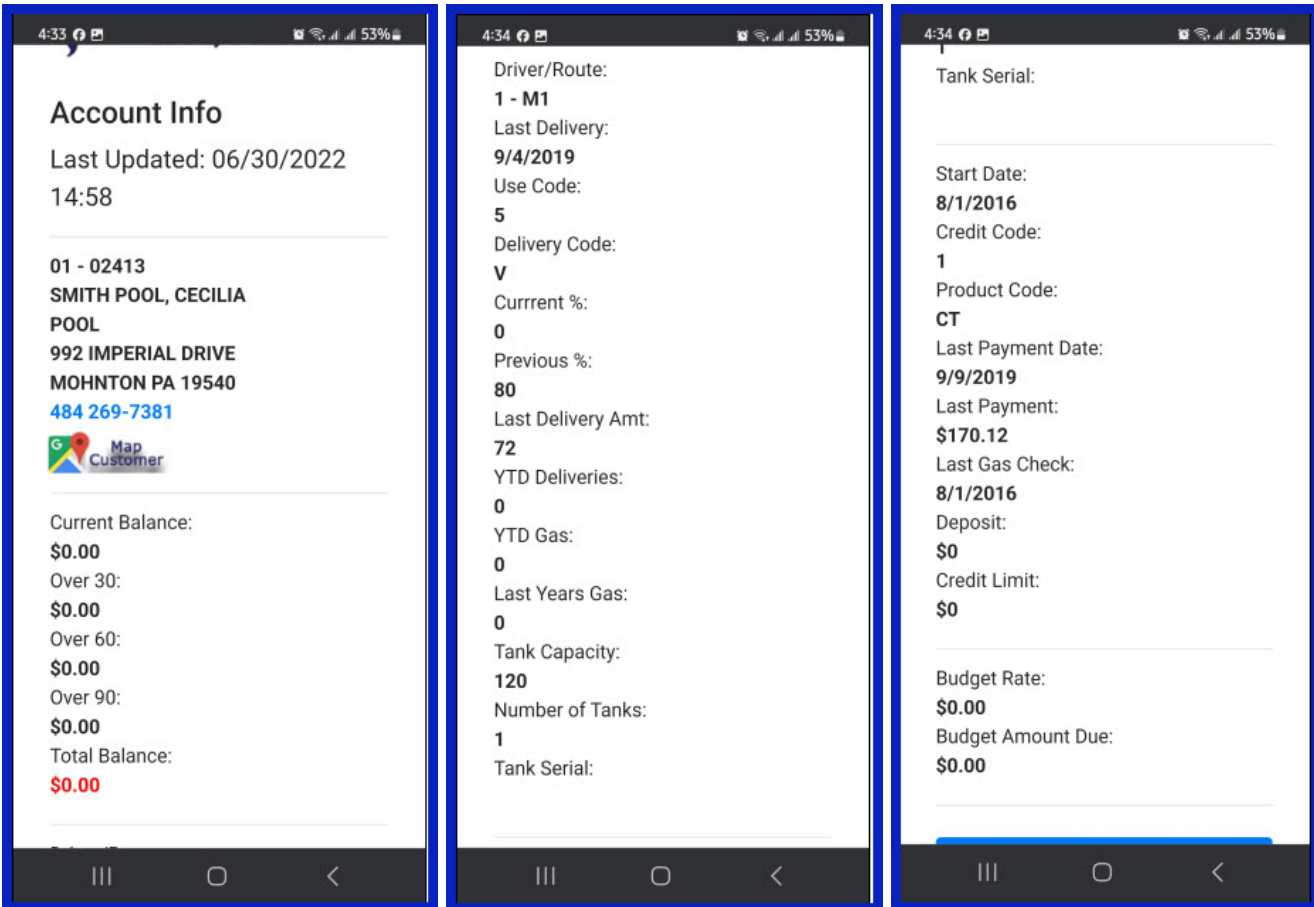 4:33 53%
Account Info
Last Updated: 06/30/2022
14:58
01 - 02413
SMITH POOL, CECILIA
POOL
992 IMPERIAL DRIVE
MOHNTON PA 19540
484 269-7381
G Map
Customer
Current Balance:
$0.00
Over 30:
$0.00
Over 60:
$0.00
Over 90:
$0.00
Total Balance:
$0.00
4:34 53%
Driver/Route:
1 - M1
Last Delivery:
9/4/2019
Use Code:
5
Delivery Code:
V
Currrent %:
0
Previous %:
80
Last Delivery Amt:
72
YTD Deliveries:
0
YTD Gas:
0
Last Years Gas:
0
Tank Capacity:
120
Number of Tanks:
1
Tank Serial:
4:34 53%
Tank Serial:
Start Date:
8/1/2016
Credit Code:
1
Product Code:
CT
Last Payment Date:
9/9/2019
Last Payment:
$170.12
Last Gas Check:
8/1/2016
Deposit:
$0
Credit Limit:
$0
Budget Rate:
$0.00
Budget Amount Due:
$0.00